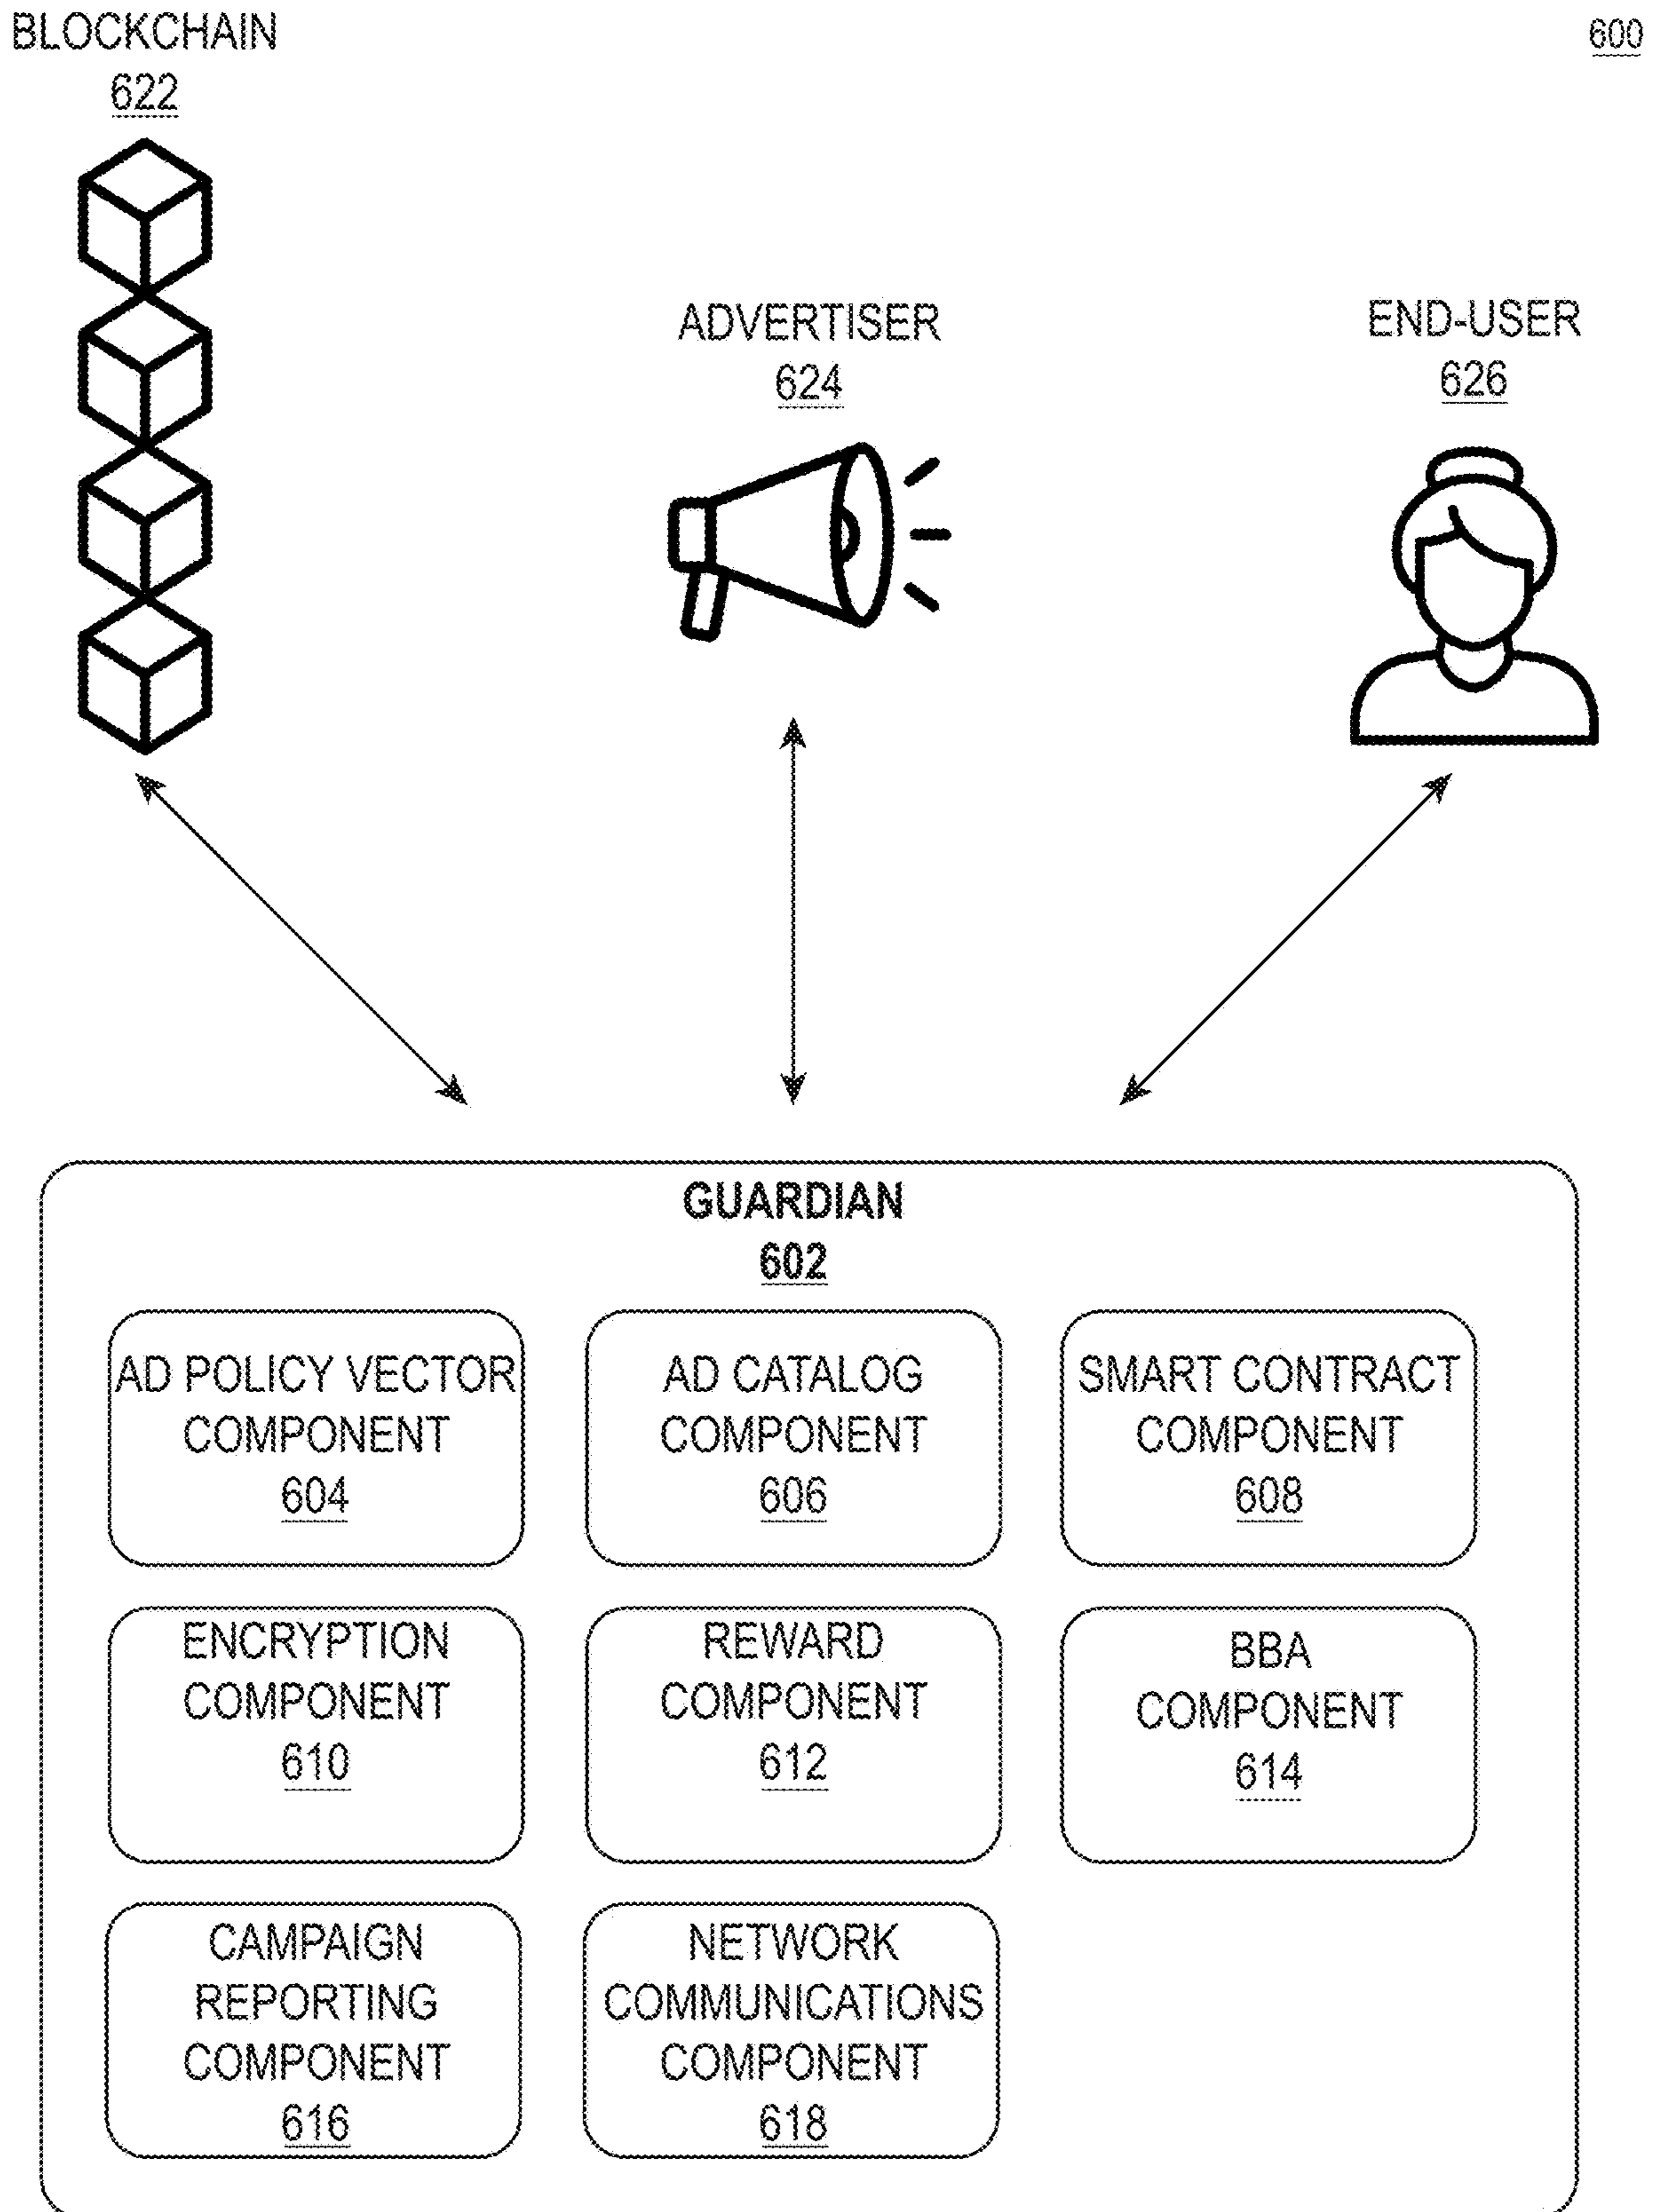 BLOCKCHAIN
622
600
ADVERTISER
624
END-USER
626
GUARDIAN
602
AD POLICY VECTOR
COMPONENT
604
AD CATALOG
COMPONENT
606
SMART CONTRACT
COMPONENT
608
ENCRYPTION
COMPONENT
610
REWARD
COMPONENT
612
BBA
COMPONENT
614
CAMPAIGN
REPORTING
COMPONENT
616
NETWORK
COMMUNICATIONS
COMPONENT
618